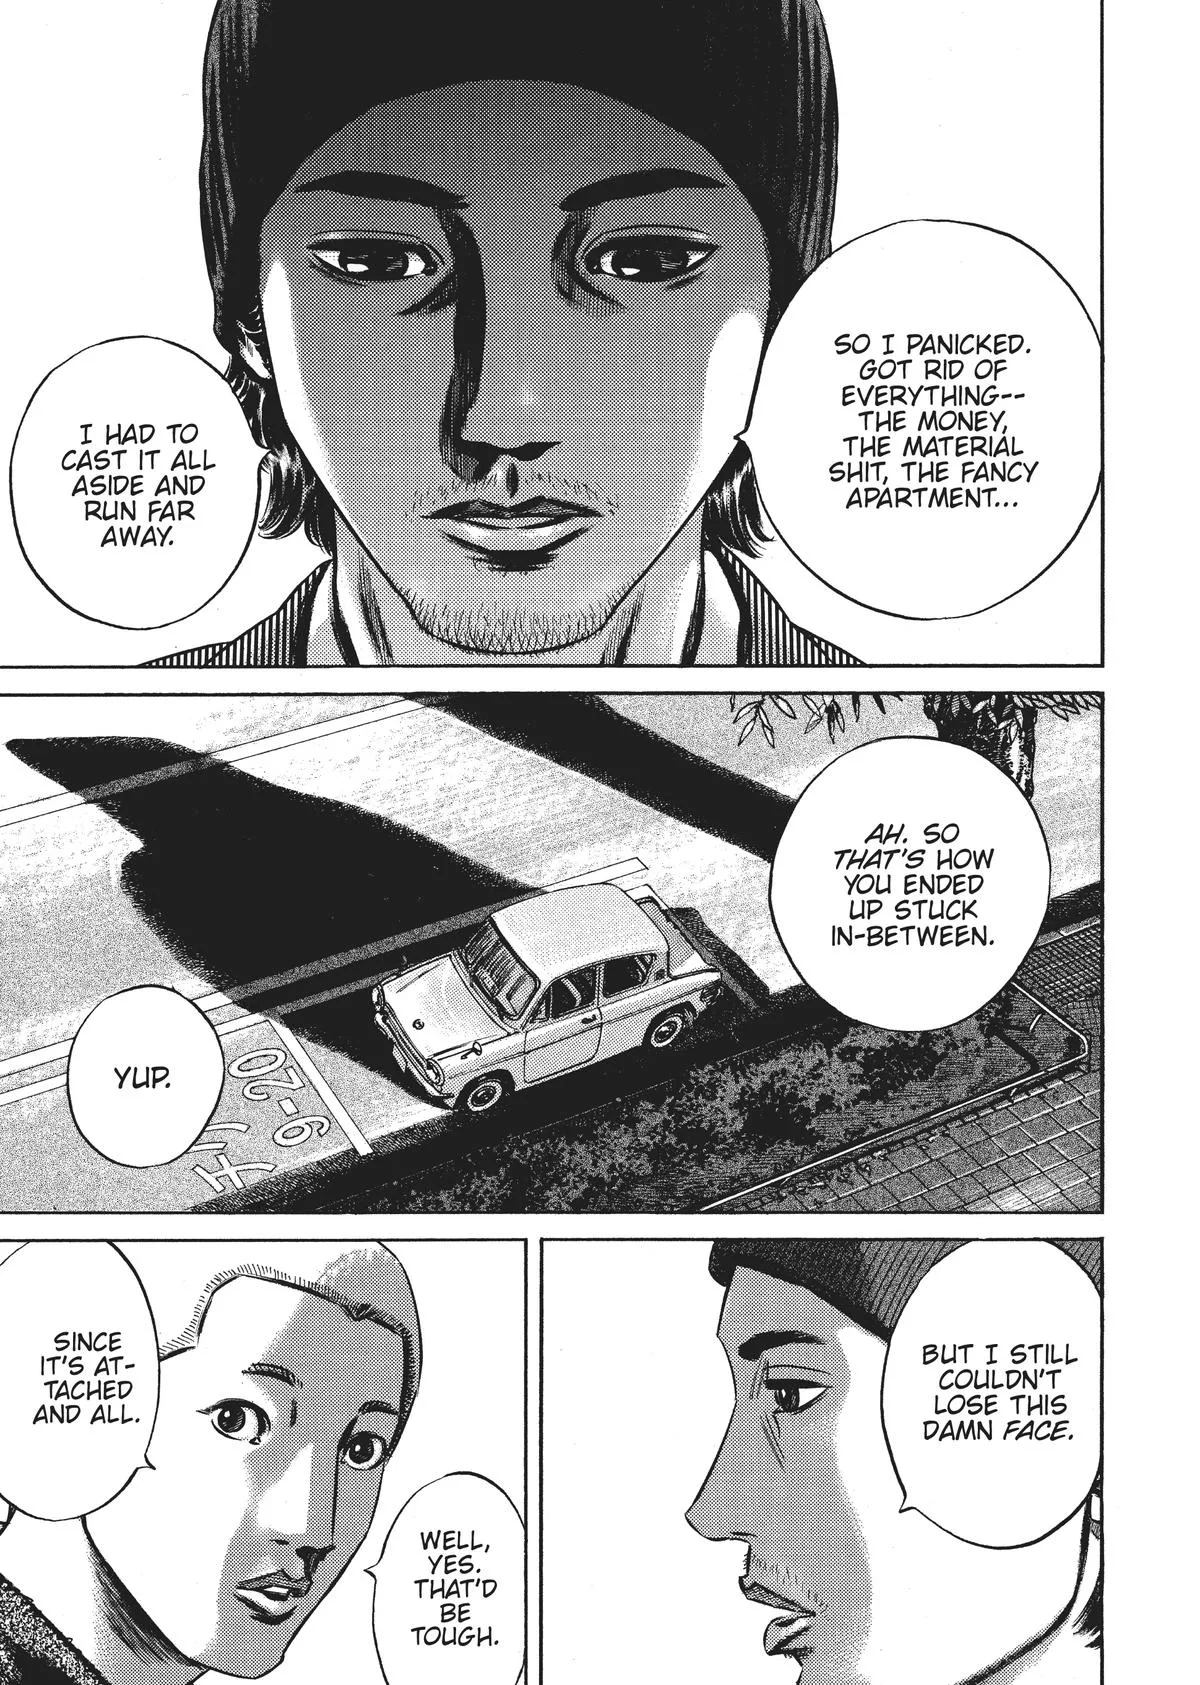 SO I PANICKED.
GOT RID OF
EVERYTHING--
THE MONEY,
THE MATERIAL
SHIT, THE FANCY
APARTMENT...
I HAD TO
CAST IT ALL
ASIDE AND
RUN FAR
AWAY.
AH. SO
THAT'S HOW
YOU ENDED
UP STUCK
IN-BETWEEN.
YUP.
9-20
BUT I STILL
COULDN'T
LOSE THIS
DAMN FACE.
WELL,
YES.
THAT'D
BE
TOUGH.
SINCE
IT'S AT-
TACHED
AND ALL.